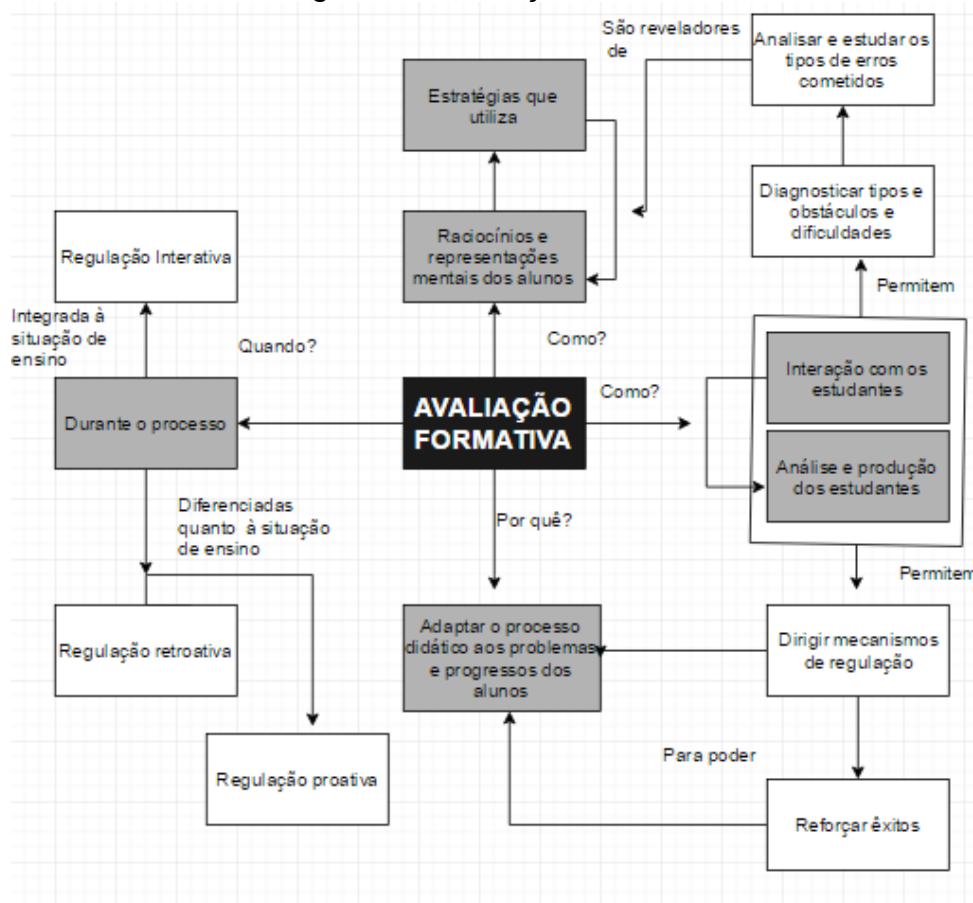 São reveladores
de
Analisar e estudar os
tipos de erros
cometidos
Estratégias que
utiliza
Diagnosticar tipos e
obstáculos e
dificuldades
Raciocínios e
representações
mentais dos alunos
Regulação Interativa
Permitem
Integrada à
situação de
ensino
Quando?
Como?
Interação com os
estudantes
Como?
AVALIAÇÃO
FORMATIVA
Durante o processo
Análise e produção
dos estudantes
Diferenciadas
quanto à situação
de ensino
Por quê?
Permitem
Adaptar o processo
didático aos problemas
e progressos dos
alunos
Dirigir mecanismos
de regulação
Regulação retroativa
Para poder
Regulação proativa
Reforçar êxitos